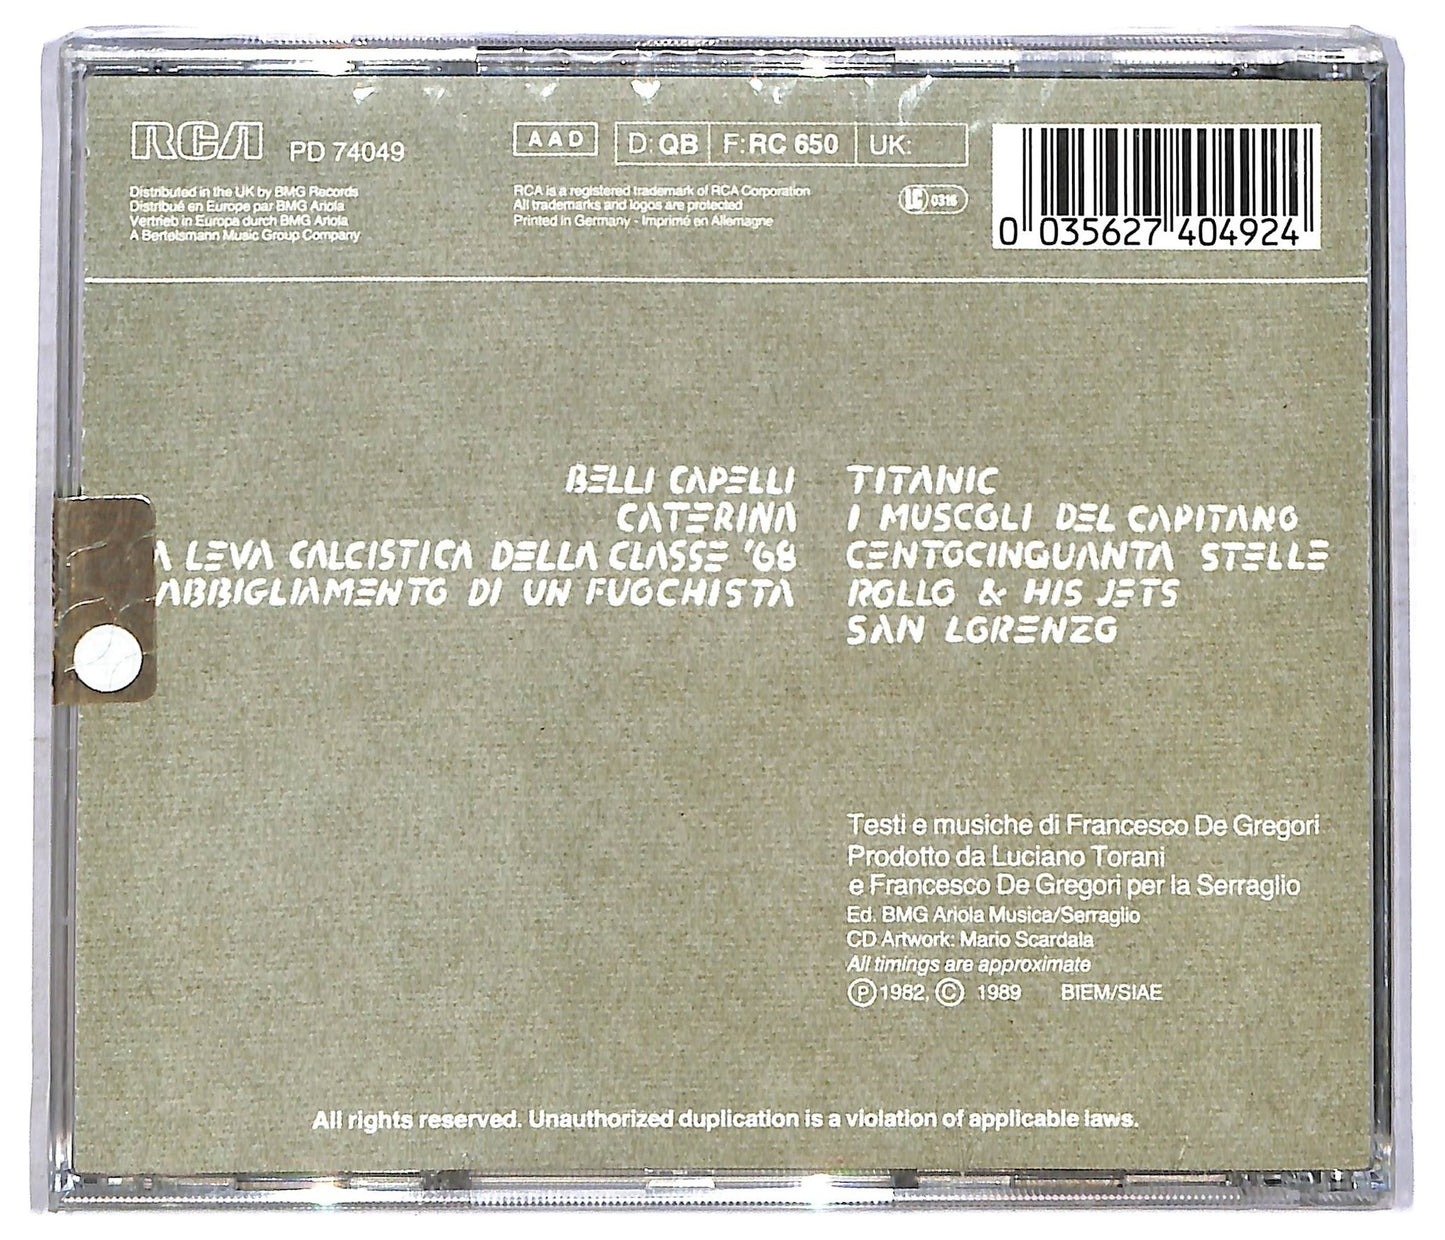 RCA PD 74049
Distributed in the UK by BMG Records
Distribué en Europe par BMG Ariola
Vertrieb in Europa durch BMG Ariola
A Bertelsmann Music Group Company
AAD
D: QB F: RC 650 UK:
RCA is a registered trademark of RCA Corporation
All trademarks and logos are protected
Printed in Germany - Imprimé en Allemagne
LC 0316
0 035627 404924
BELLI CAPELLI
CATERINA
A LEVA CALCISTICA DELLA CLASSE '68
ABBIGLIAMENTO DI UN FUOCHISTA
TITANIC
I MUSCOLI DEL CAPITANO
CENTOCINQUANTA STELLE
ROLLO & HIS JETS
SAN LORENZO
Testi e musiche di Francesco De Gregori
Prodotto da Luciano Torani
e Francesco De Gregori per la Serraglio
Ed. BMG Ariola Musica/Serraglio
CD Artwork: Mario Scardala
All timings are approximate
Ⓟ 1982, © 1989 BIEM/SIAE
All rights reserved. Unauthorized duplication is a violation of applicable laws.